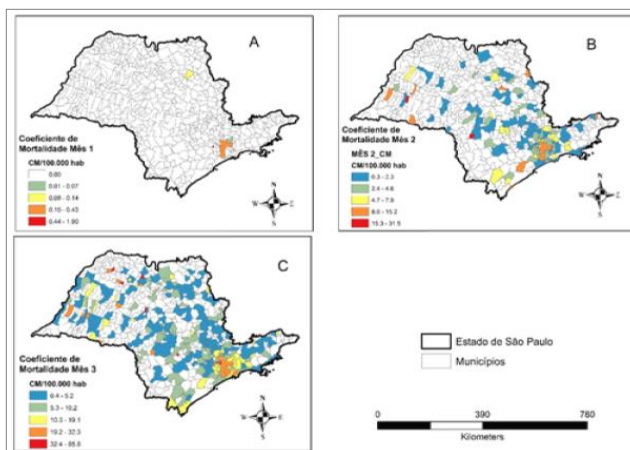 A
Coeficiente de
Mortalidade Mês 1
CM/100.000 hab
0.00
0.01 - 0.07
0.08 - 0.14
0.15 - 0.43
0.44 - 1.90
N
W
E
S
B
Coeficiente de
Mortalidade Mês 2
MÊS 2_CM
CM/100.000 hab
0.3 - 2.3
2.4 - 4.6
4.7 - 7.9
8.0 - 15.2
15.3 - 31.5
N
W
E
S
C
Coeficiente de
Mortalidade Mês 3
CM/100.000 hab
0.4 - 5.2
5.3 - 10.2
10.3 - 19.1
19.2 - 32.3
N
W
E
S
Estado de São Paulo
Municípios
0
390
780
Kilometers